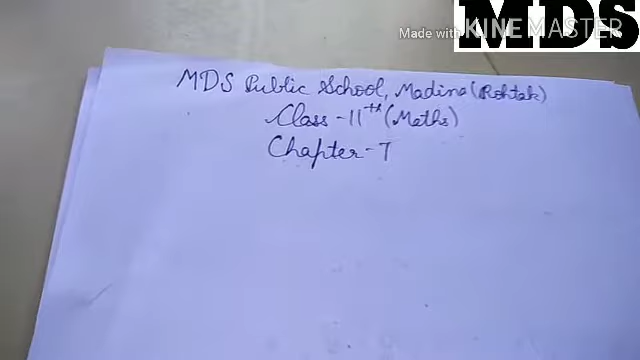 MDS
Made with KINEMASTER
MDS Public School, Madina (Rohtak)
Class - 11th (Maths)
Chapter - 7